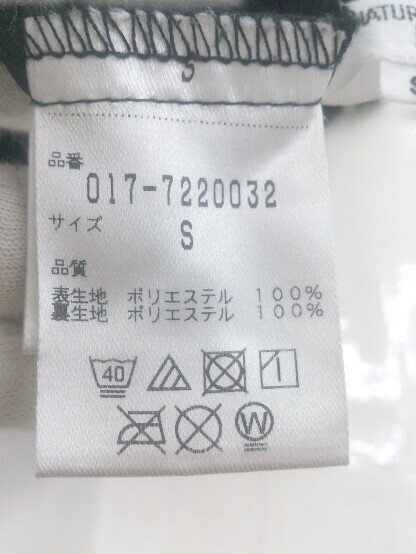 NATUR
S
S
品番
017-7220032
サイズ
S
品質
表生地 ポリエステル 100%
裏生地 ポリエステル 100%
40
W